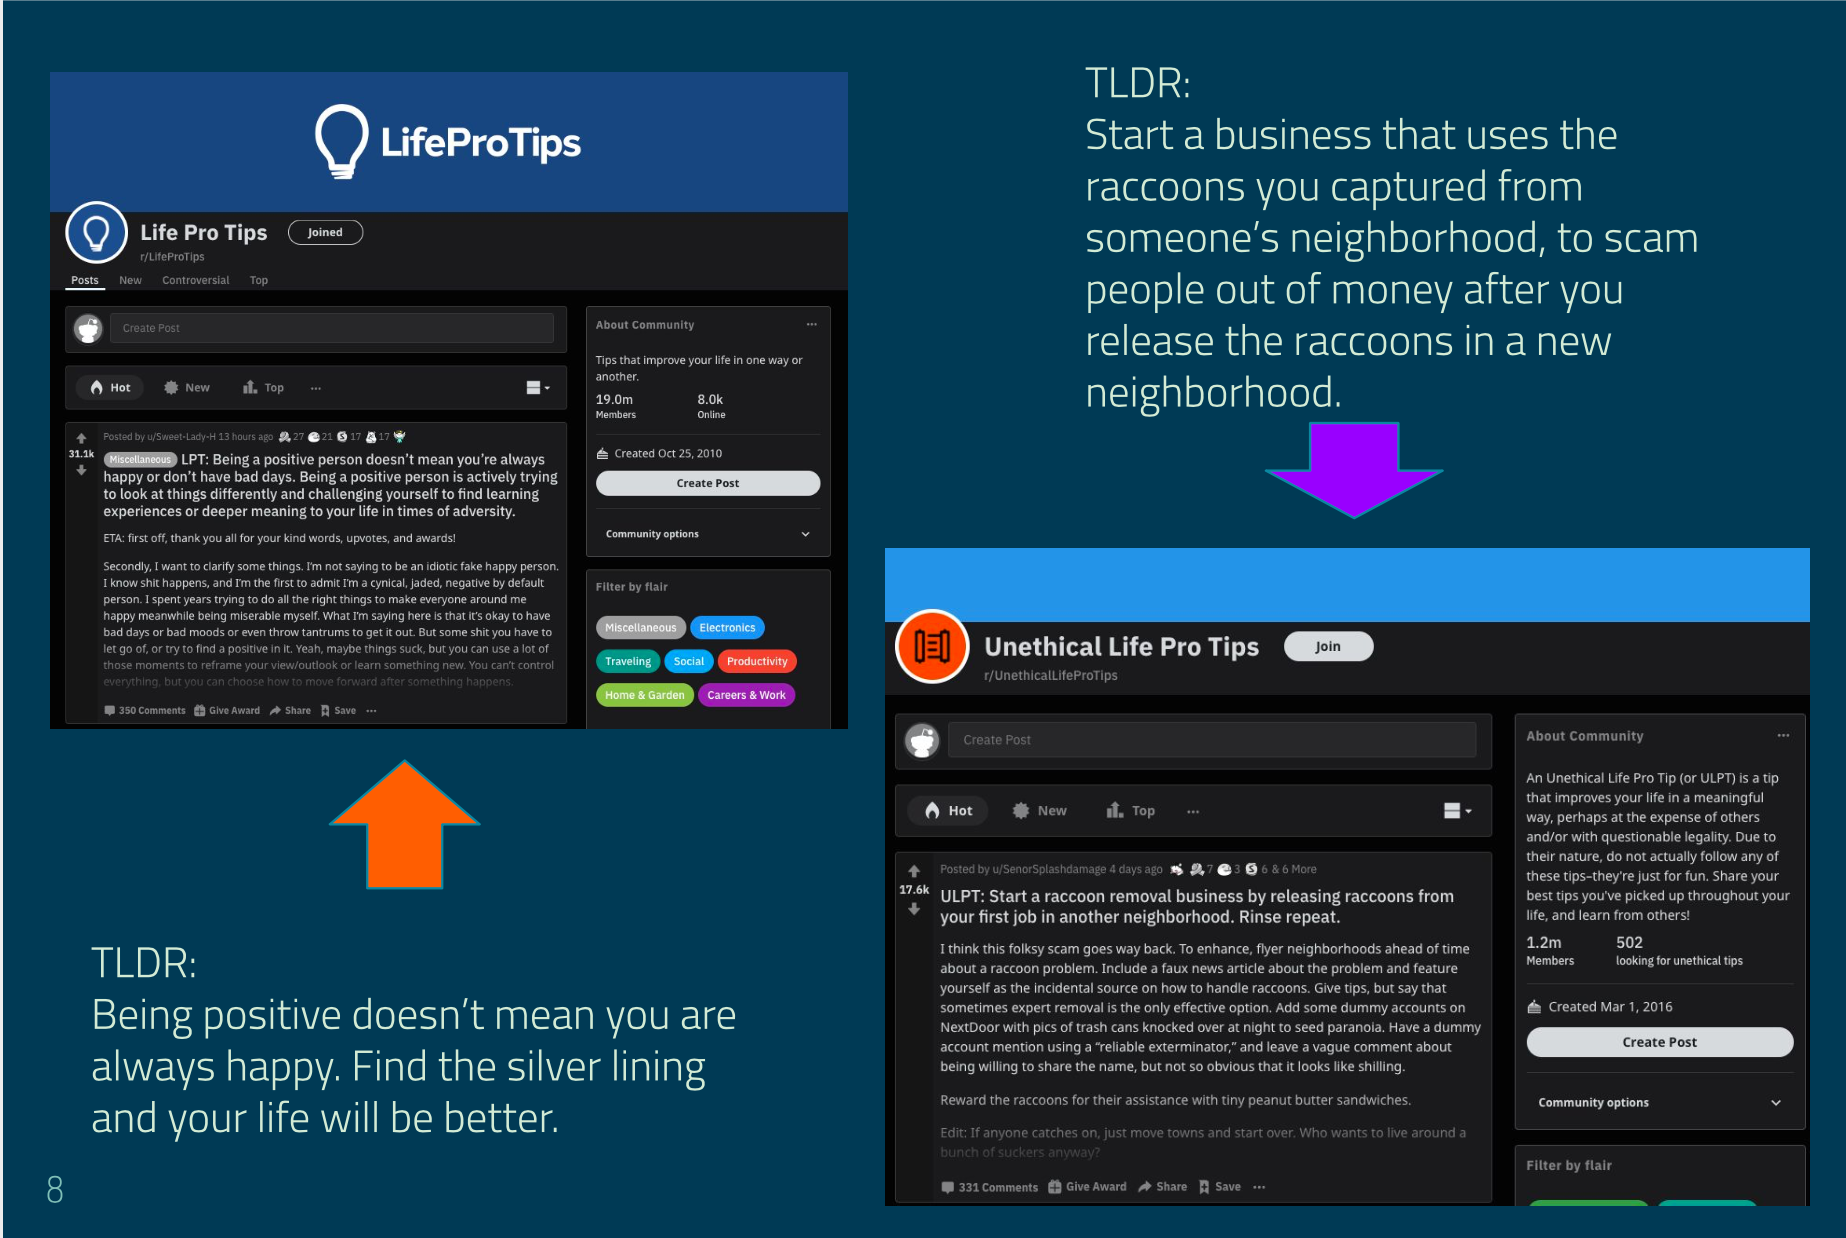 LifeProTips
Life Pro Tips
Joined
r/LifeProTips
Posts New Controversial Top
Create Post
Hot New Top ...
Posted by u/Sweet-Lady-H 13 hours ago 27 21 17 17
31.1k
Miscellaneous LPT: Being a positive person doesn't mean you're always
happy or don't have bad days. Being a positive person is actively trying
to look at things differently and challenging yourself to find learning
experiences or deeper meaning to your life in times of adversity.
ETA: first off, thank you all for your kind words, upvotes, and awards!
Secondly, I want to clarify some things. I'm not saying to be an idiotic fake happy person.
I know shit happens, and I'm the first to admit I'm a cynical, jaded, negative by default
person. I spent years trying to do all the right things to make everyone around me
happy meanwhile being miserable myself. What I'm saying here is that it's okay to have
bad days or bad moods or even throw tantrums to get it out. But some shit you have to
let go of, or try to find a positive in it. Yeah, maybe things suck, but you can use a lot of
those moments to reframe your view/outlook or learn something new. You can't control
everything, but you can choose how to move forward after something happens.
350 Comments Give Award Share Save ...
About Community ...
Tips that improve your life in one way or
another.
19.0m 8.0k
Members Online
Created Oct 25, 2010
Create Post
Community options
Filter by flair
Miscellaneous Electronics
Traveling Social Productivity
Home & Garden Careers & Work
TLDR:
Being positive doesn't mean you are
always happy. Find the silver lining
and your life will be better.
8
TLDR:
Start a business that uses the
raccoons you captured from
someone's neighborhood, to scam
people out of money after you
release the raccoons in a new
neighborhood.
Unethical Life Pro Tips
Join
r/UnethicalLifeProTips
Create Post
Hot New Top ...
Posted by u/SenorSplashdamage 4 days ago 7 3 6 & 6 More
17.6k
ULPT: Start a raccoon removal business by releasing raccoons from
your first job in another neighborhood. Rinse repeat.
I think this folksy scam goes way back. To enhance, flyer neighborhoods ahead of time
about a raccoon problem. Include a faux news article about the problem and feature
yourself as the incidental source on how to handle raccoons. Give tips, but say that
sometimes expert removal is the only effective option. Add some dummy accounts on
NextDoor with pics of trash cans knocked over at night to seed paranoia. Have a dummy
account mention using a “reliable exterminator,” and leave a vague comment about
being willing to share the name, but not so obvious that it looks like shilling.
Reward the raccoons for their assistance with tiny peanut butter sandwiches.
Edit: If anyone catches on, just move towns and start over. Who wants to live around a
bunch of suckers anyway?
331 Comments Give Award Share Save ...
About Community ...
An Unethical Life Pro Tip (or ULPT) is a tip
that improves your life in a meaningful
way, perhaps at the expense of others
and/or with questionable legality. Due to
their nature, do not actually follow any of
these tips–they're just for fun. Share your
best tips you've picked up throughout your
life, and learn from others!
1.2m 502
Members looking for unethical tips
Created Mar 1, 2016
Create Post
Community options
Filter by flair